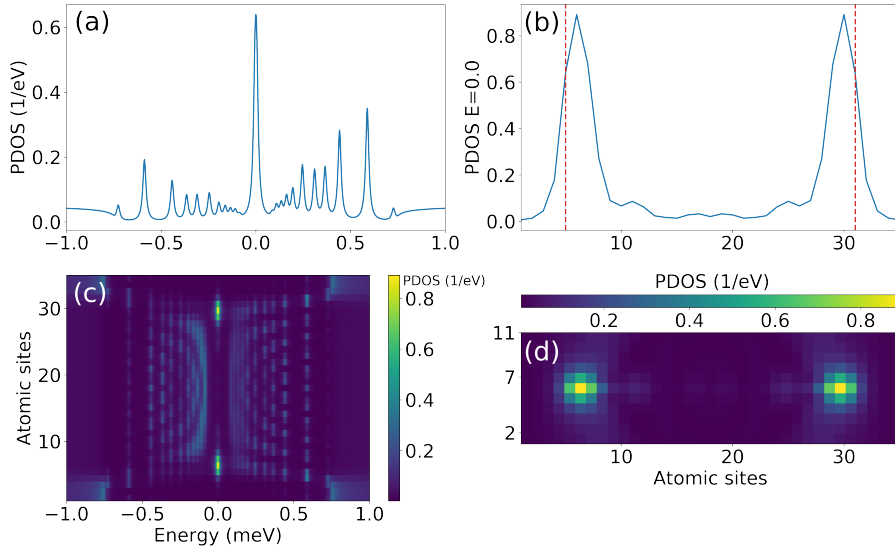 (a)
PDOS (1/eV)
0.6
0.4
0.2
0.0
−1.0 −0.5 0.0 0.5 1.0
(b)
PDOS E=0.0
0.8
0.6
0.4
0.2
0.0
10 20 30
(c)
Atomic sites
30
20
10
−1.0 −0.5 0.0 0.5 1.0
Energy (meV)
PDOS (1/eV)
0.8
0.6
0.4
0.2
PDOS (1/eV)
0.2 0.4 0.6 0.8
(d)
11
7
2
10 20 30
Atomic sites